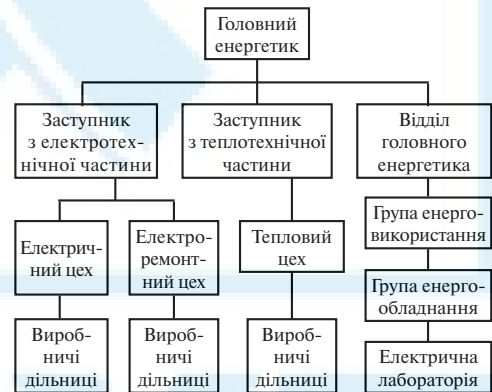 Головний
енергетик
Заступник
з електротех-
нічної частини
Заступник
з теплотехнічної
частини
Відділ
головного
енергетика
Електрич-
ний цех
Електро-
ремонт-
ний цех
Тепловий
цех
Група енерго-
використання
Група енерго-
обладнання
Вироб-
ничі
дільниці
Вироб-
ничі
дільниці
Вироб-
ничі
дільниці
Електрична
лабораторія